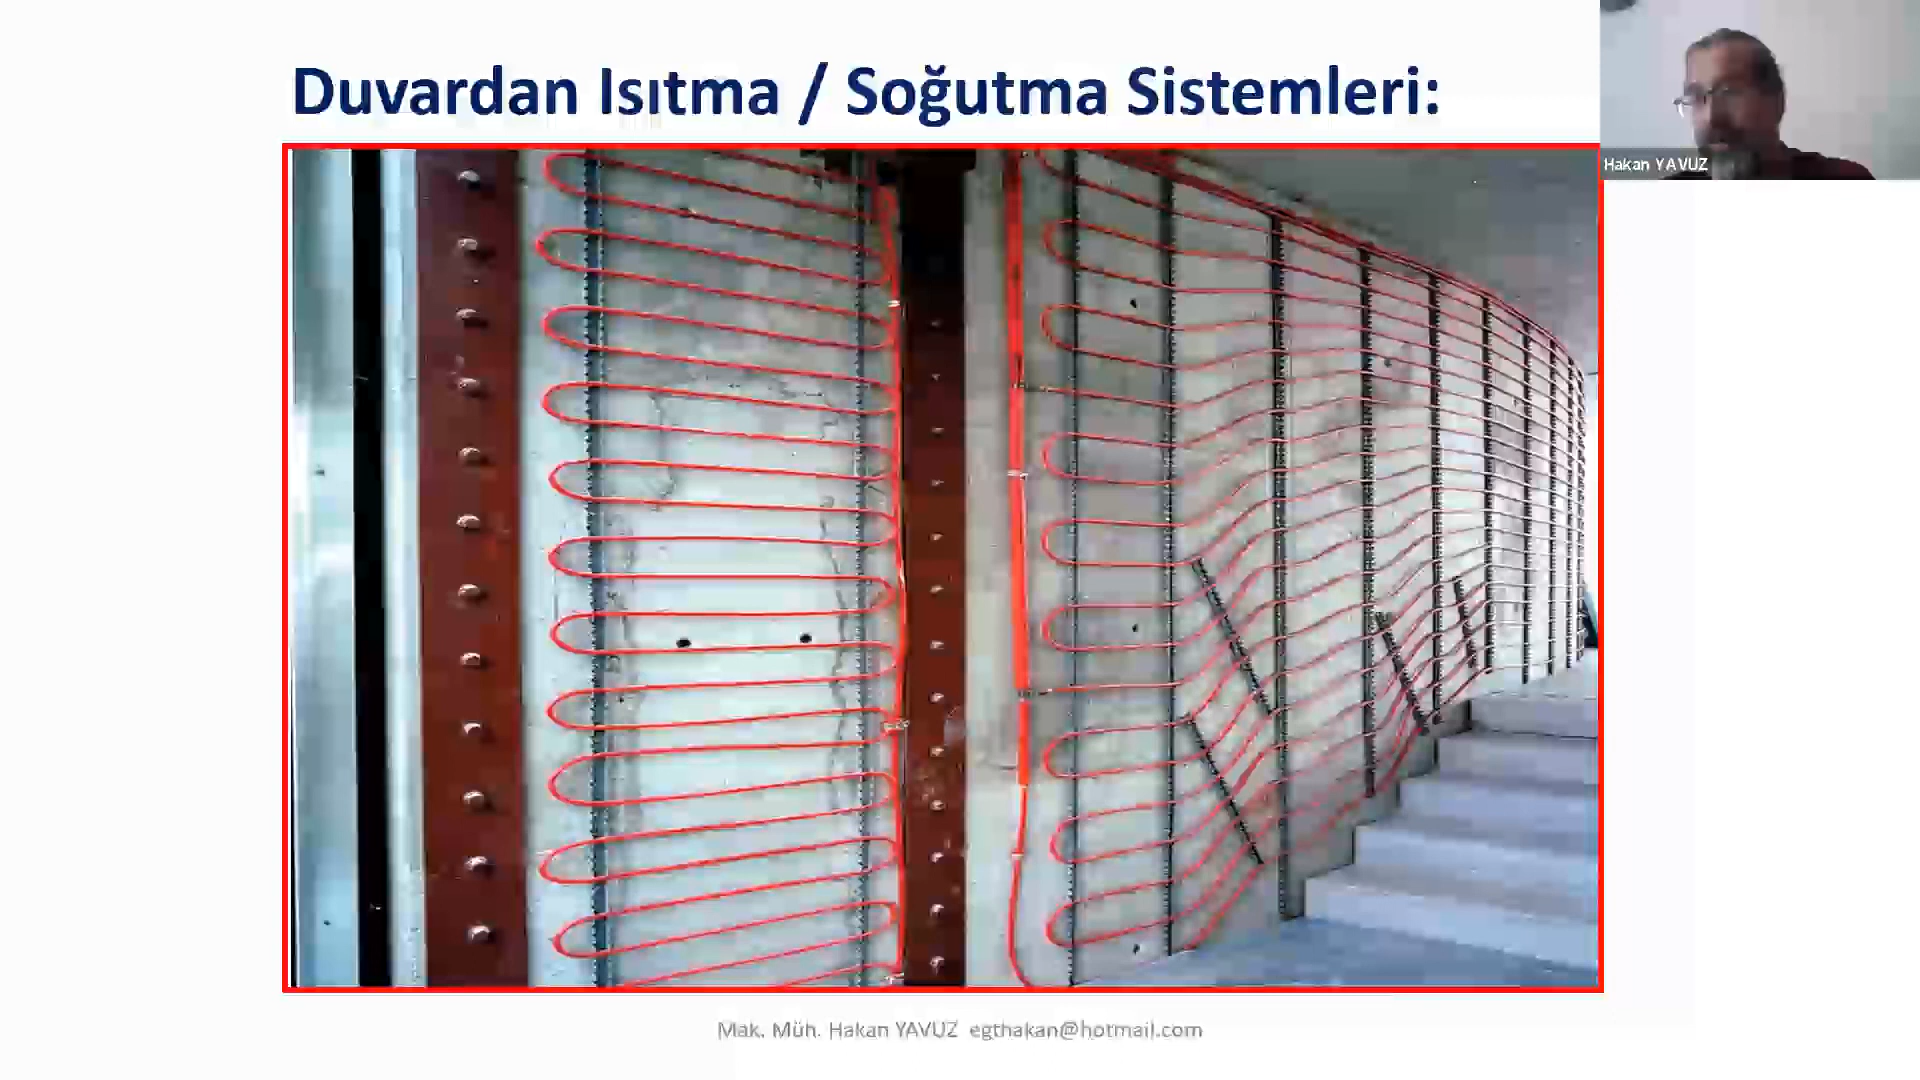 Duvardan Isıtma / Soğutma Sistemleri:
Hakan YAVUZ
Mak. Müh. Hakan YAVUZ egthakan@hotmail.com